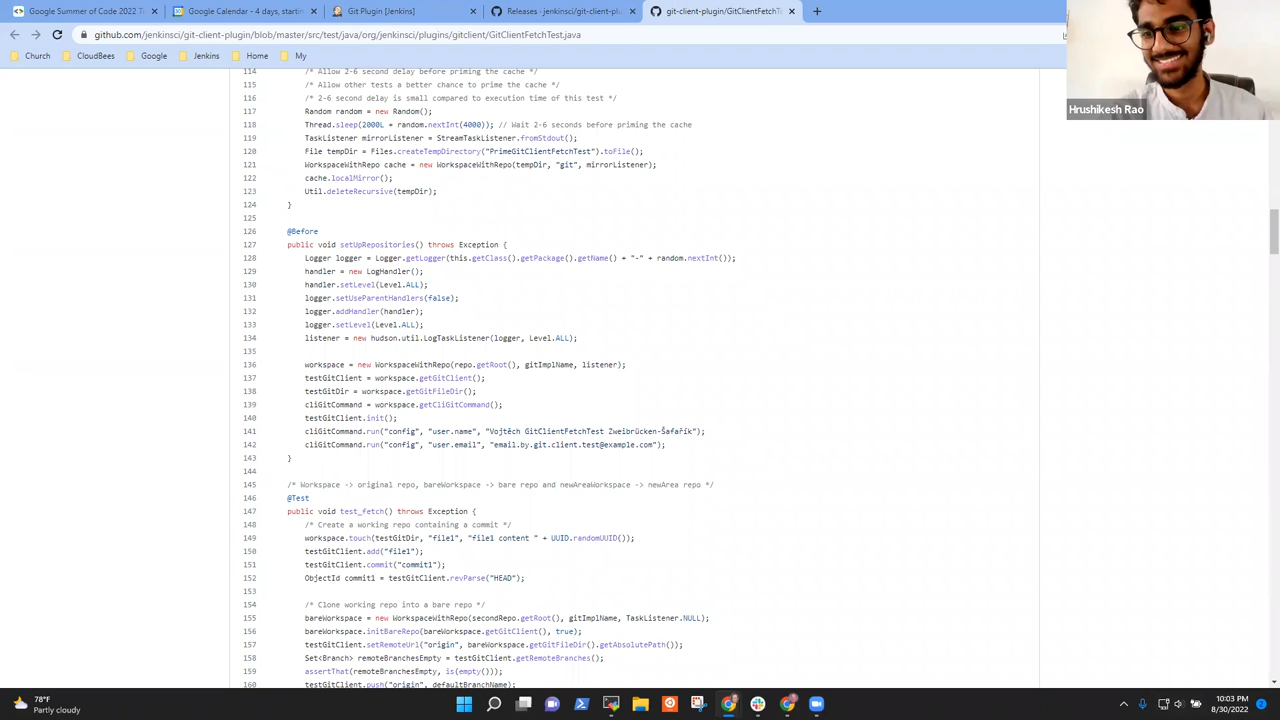 Google Summer of Code 2022
Google Calendar - 4 days, startin
Git Plugin [Jenkins]
Releases · jenkinsci/git-client-plu
git-client-plugin/GitClientFetchTe
github.com/jenkinsci/git-client-plugin/blob/master/src/test/java/org/jenkinsci/plugins/gitclient/GitClientFetchTest.java
Church CloudBees Google Jenkins Home My
Hrushikesh Rao
114 /* Allow 2-6 second delay before priming the cache */
115 /* Allow other tests a better chance to prime the cache */
116 /* 2-6 second delay is small compared to execution time of this test */
117 Random random = new Random();
118 Thread.sleep(2000L + random.nextInt(4000)); // Wait 2-6 seconds before priming the cache
119 TaskListener mirrorListener = StreamTaskListener.fromStdout();
120 File tempDir = Files.createTempDirectory("PrimeGitClientFetchTest").toFile();
121 WorkspaceWithRepo cache = new WorkspaceWithRepo(tempDir, "git", mirrorListener);
122 cache.localMirror();
123 Util.deleteRecursive(tempDir);
124 }
125
126 @Before
127 public void setUpRepositories() throws Exception {
128 Logger logger = Logger.getLogger(this.getClass().getPackage().getName() + "-" + random.nextInt());
129 handler = new LogHandler();
130 handler.setLevel(Level.ALL);
131 logger.setUseParentHandlers(false);
132 logger.addHandler(handler);
133 logger.setLevel(Level.ALL);
134 listener = new hudson.util.LogTaskListener(logger, Level.ALL);
135
136 workspace = new WorkspaceWithRepo(repo.getRoot(), gitImplName, listener);
137 testGitClient = workspace.getGitClient();
138 testGitDir = workspace.getGitFileDir();
139 cliGitCommand = workspace.getCliGitCommand();
140 testGitClient.init();
141 cliGitCommand.run("config", "user.name", "Vojtěch GitClientFetchTest Zweibrücken-Šafařík");
142 cliGitCommand.run("config", "user.email", "email.by.git.client.test@example.com");
143 }
144
145 /* Workspace -> original repo, bareWorkspace -> bare repo and newAreaWorkspace -> newArea repo */
146 @Test
147 public void test_fetch() throws Exception {
148 /* Create a working repo containing a commit */
149 workspace.touch(testGitDir, "file1", "file1 content " + UUID.randomUUID());
150 testGitClient.add("file1");
151 testGitClient.commit("commit1");
152 ObjectId commit1 = testGitClient.revParse("HEAD");
153
154 /* Clone working repo into a bare repo */
155 bareWorkspace = new WorkspaceWithRepo(secondRepo.getRoot(), gitImplName, TaskListener.NULL);
156 bareWorkspace.initBareRepo(bareWorkspace.getGitClient(), true);
157 testGitClient.setRemoteUrl("origin", bareWorkspace.getGitFileDir().getAbsolutePath());
158 Set<Branch> remoteBranchesEmpty = testGitClient.getRemoteBranches();
159 assertThat(remoteBranchesEmpty, is(empty()));
160 testGitClient.push("origin", defaultBranchName);
78°F
Partly cloudy
10:03 PM
8/30/2022